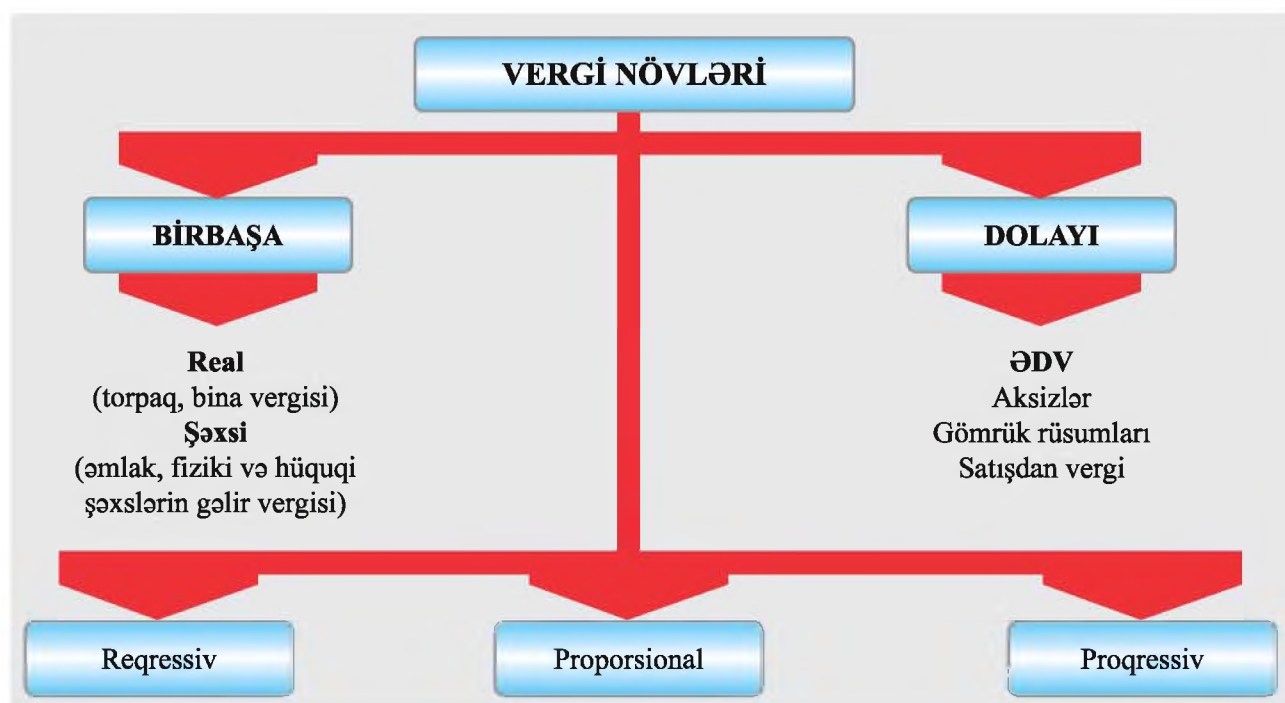 VERGİ NÖVLƏRİ
BİRBAŞA
Real
(torpaq, bina vergisi)
Şəxsi
(əmlak, fiziki və hüquqi
şəxslərin gəlir vergisi)
DOLAYI
ƏDV
Aksizlər
Gömrük rüsumları
Satışdan vergi
Reqressiv
Proporsional
Proqressiv